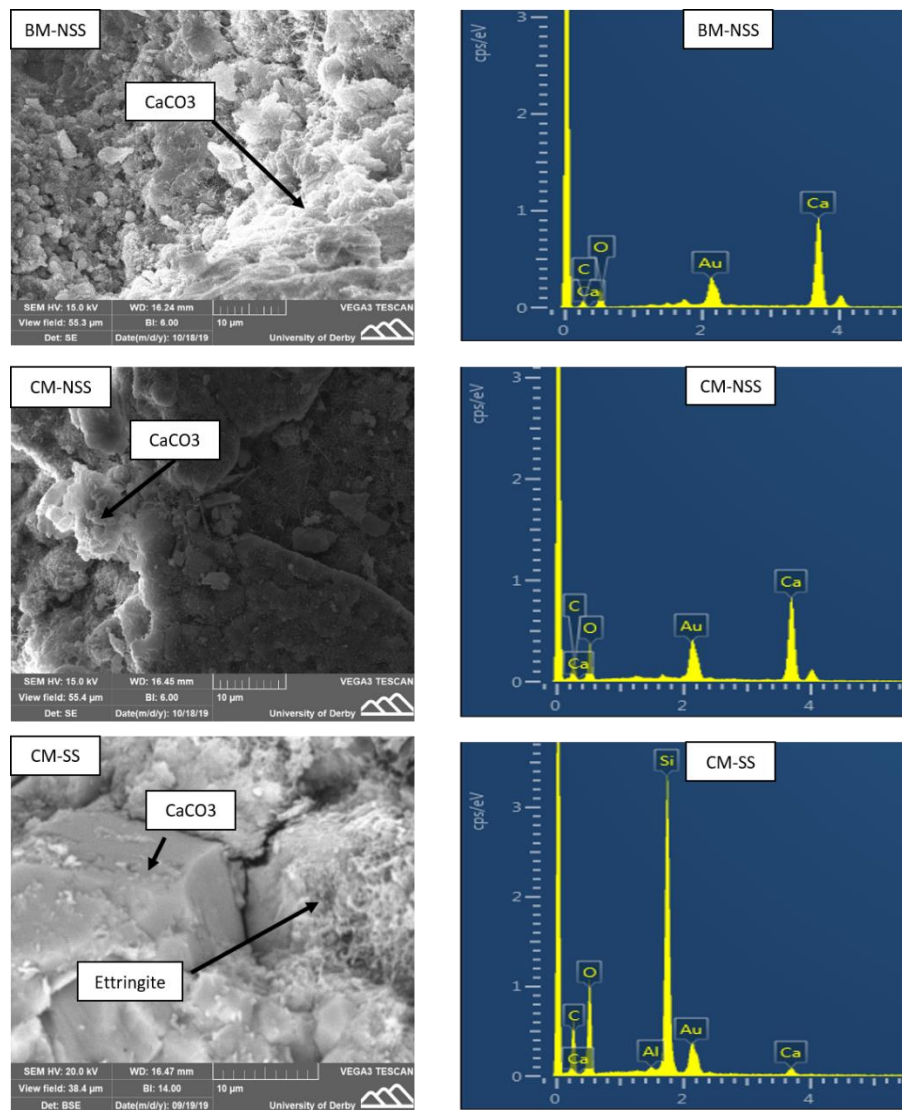 BM-NSS
CaCO3
SEM HV: 15.0 kV WD: 16.24 mm VEGA3 TESCAN
View field: 55.3 µm BI: 6.00 10 µm
Det: SE Date(m/d/y): 10/18/19 University of Derby
BM-NSS
cps/eV
3
2
1
0
C
O
Ca
Au
Ca
0 2 4
CM-NSS
CaCO3
SEM HV: 15.0 kV WD: 16.45 mm VEGA3 TESCAN
View field: 55.4 µm BI: 6.00 10 µm
Det: SE Date(m/d/y): 10/18/19 University of Derby
CM-NSS
cps/eV
3
2
1
0
C
O
Ca
Au
Ca
0 2 4
CM-SS
CaCO3
Ettringite
SEM HV: 20.0 kV WD: 16.47 mm VEGA3 TESCAN
View field: 38.4 µm BI: 14.00 10 µm
Det: BSE Date(m/d/y): 09/19/19 University of Derby
CM-SS
cps/eV
3
2
1
0
Si
O
C
Ca
Al
Au
Ca
0 2 4